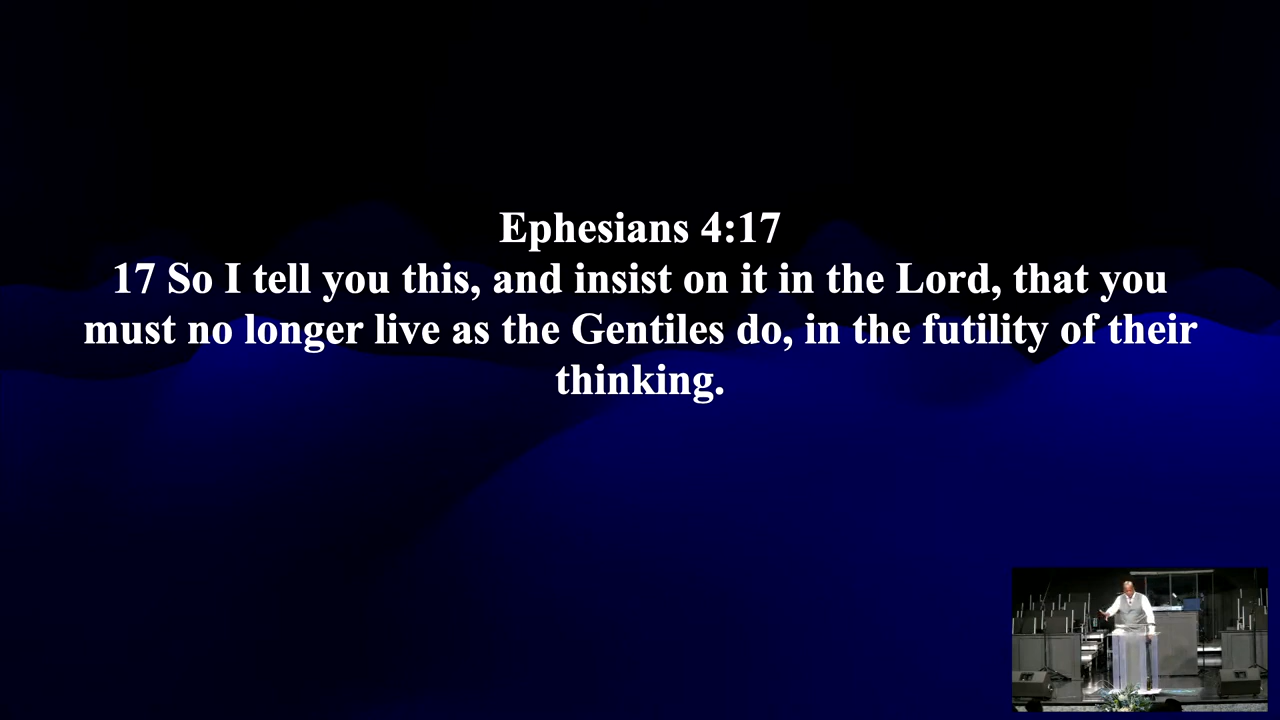 Ephesians 4:17
17 So I tell you this, and insist on it in the Lord, that you
must no longer live as the Gentiles do, in the futility of their
thinking.